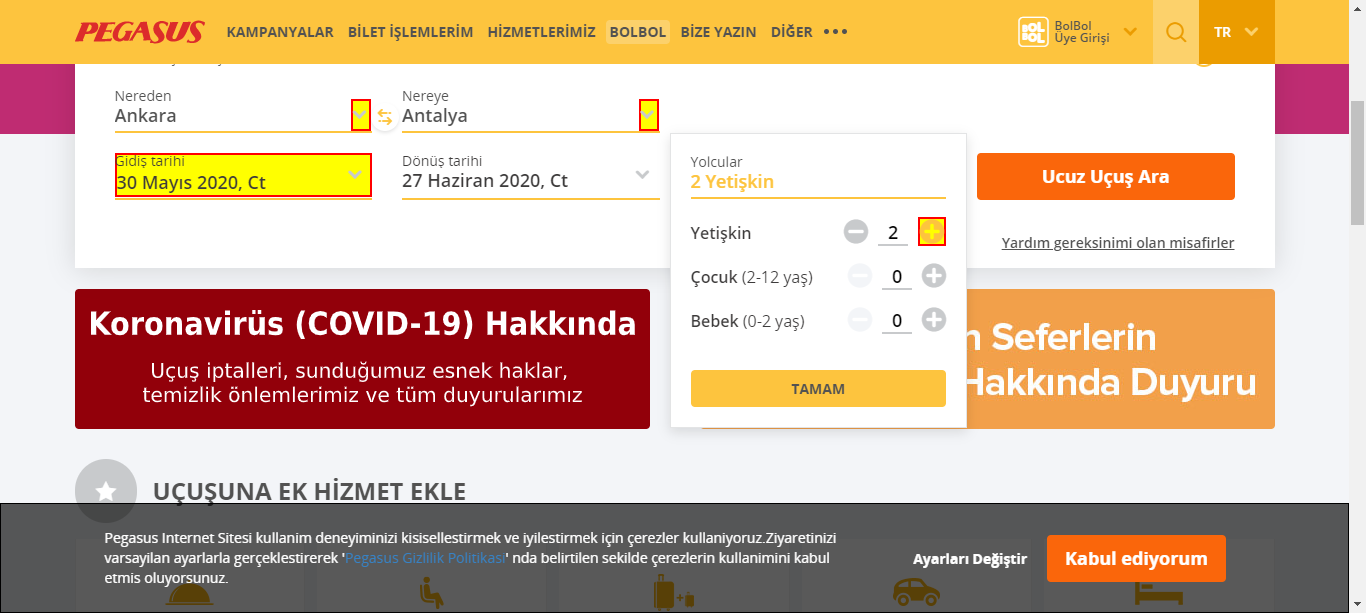 PEGASUS
KAMPANYALAR BİLET İŞLEMLERİM HİZMETLERİMİZ BOLBOL BİZE YAZIN DİĞER •••
BOL
BOL
BolBol
Üye Girişi
TR
Nereden
Ankara
Nereye
Antalya
Gidiş tarihi
30 Mayıs 2020, Ct
Dönüş tarihi
27 Haziran 2020, Ct
Yolcular
2 Yetişkin
Yetişkin 2
Çocuk (2-12 yaş) 0
Bebek (0-2 yaş) 0
TAMAM
Ucuz Uçuş Ara
Yardım gereksinimi olan misafirler
Koronavirüs (COVID-19) Hakkında
Uçuş iptalleri, sunduğumuz esnek haklar,
temizlik önlemlerimiz ve tüm duyurularımız
n Seferlerin
Hakkında Duyuru
UÇUŞUNA EK HİZMET EKLE
Pegasus Internet Sitesi kullanim deneyiminizi kisisellestirmek ve iyilestirmek için çerezler kullaniyoruz.Ziyaretinizi
varsayilan ayarlarla gerçeklestirerek 'Pegasus Gizlilik Politikasi' nda belirtilen sekilde çerezlerin kullanimini kabul
etmis oluyorsunuz.
Ayarları Değiştir
Kabul ediyorum